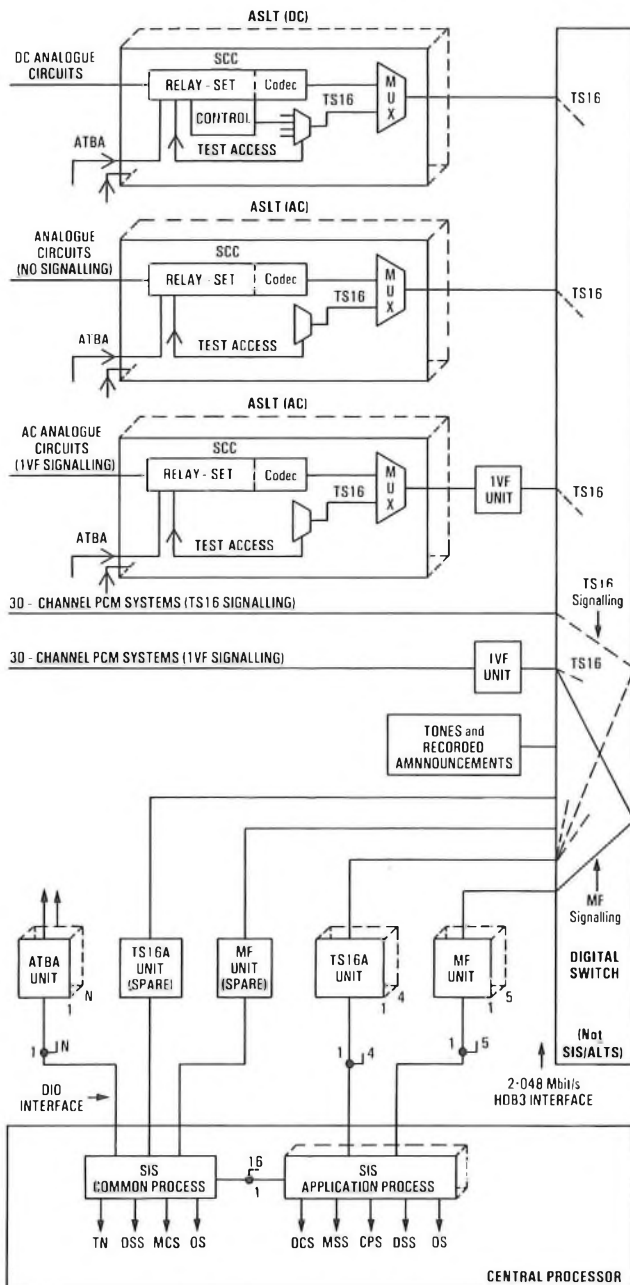 ASLT (DC)
DC ANALOGUE
CIRCUITS
SCC
RELAY - SET
Codec
CONTROL
TS16
MUX
TS16
ATBA
TEST ACCESS
ASLT (AC)
ANALOGUE
CIRCUITS
(NO SIGNALLING)
SCC
RELAY - SET
Codec
TS16
MUX
TS16
ATBA
TEST ACCESS
ASLT (AC)
AC ANALOGUE
CIRCUITS
(1VF SIGNALLING)
SCC
RELAY - SET
Codec
TS16
MUX
1VF
UNIT
TS16
ATBA
TEST ACCESS
30 - CHANNEL PCM SYSTEMS (TS16 SIGNALLING)
TS16
Signalling
30 - CHANNEL PCM SYSTEMS (1VF SIGNALLING)
1VF
UNIT
TS16
TONES and
RECORDED
AMNNOUNCEMENTS
MF
Signalling
ATBA
UNIT
1 N
TS16A
UNIT
(SPARE)
MF
UNIT
(SPARE)
TS16A
UNIT
1 4
MF
UNIT
1 5
DIGITAL
SWITCH
(Not
SIS/ALTS)
1 N
1 4
1 5
DIO
INTERFACE
2·048 Mbit/s
HDB3 INTERFACE
SIS
COMMON PROCESS
16
1
SIS
APPLICATION PROCESS
TN DSS MCS OS
OCS MSS CPS DSS OS
CENTRAL PROCESSOR